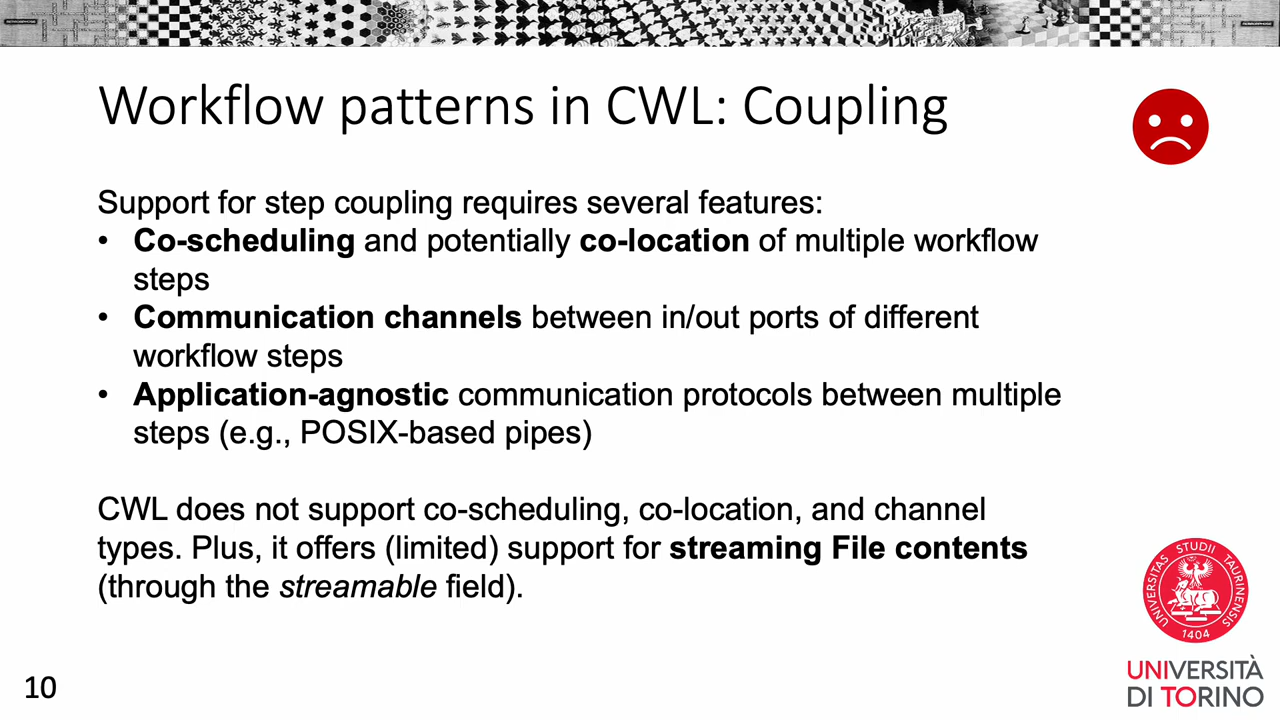 Workflow patterns in CWL: Coupling
Support for step coupling requires several features:
• Co-scheduling and potentially co-location of multiple workflow
steps
• Communication channels between in/out ports of different
workflow steps
• Application-agnostic communication protocols between multiple
steps (e.g., POSIX-based pipes)
CWL does not support co-scheduling, co-location, and channel
types. Plus, it offers (limited) support for streaming File contents
(through the streamable field).
UNIVERSITAS STUDII TAURINENSIS
1404
UNIVERSITÀ
DI TORINO
10